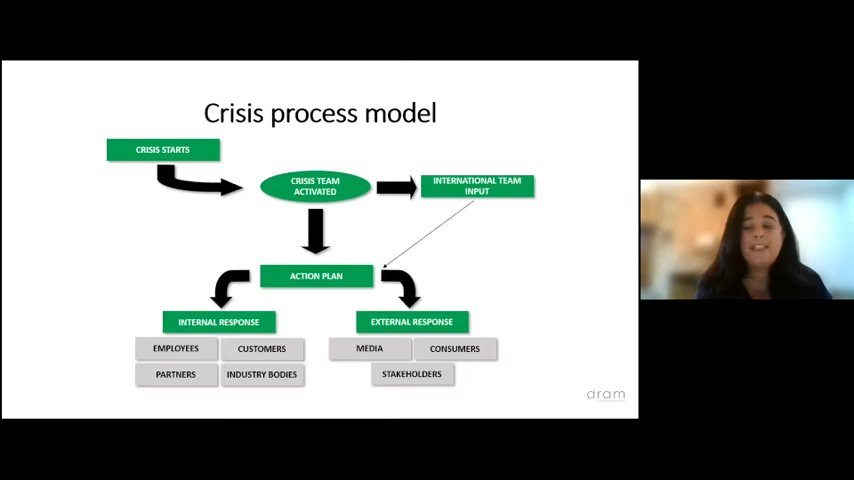 Crisis process model
CRISIS STARTS
CRISIS TEAM
ACTIVATED
INTERNATIONAL TEAM
INPUT
ACTION PLAN
INTERNAL RESPONSE
EXTERNAL RESPONSE
EMPLOYEES
CUSTOMERS
MEDIA
CONSUMERS
PARTNERS
INDUSTRY BODIES
STAKEHOLDERS
dram